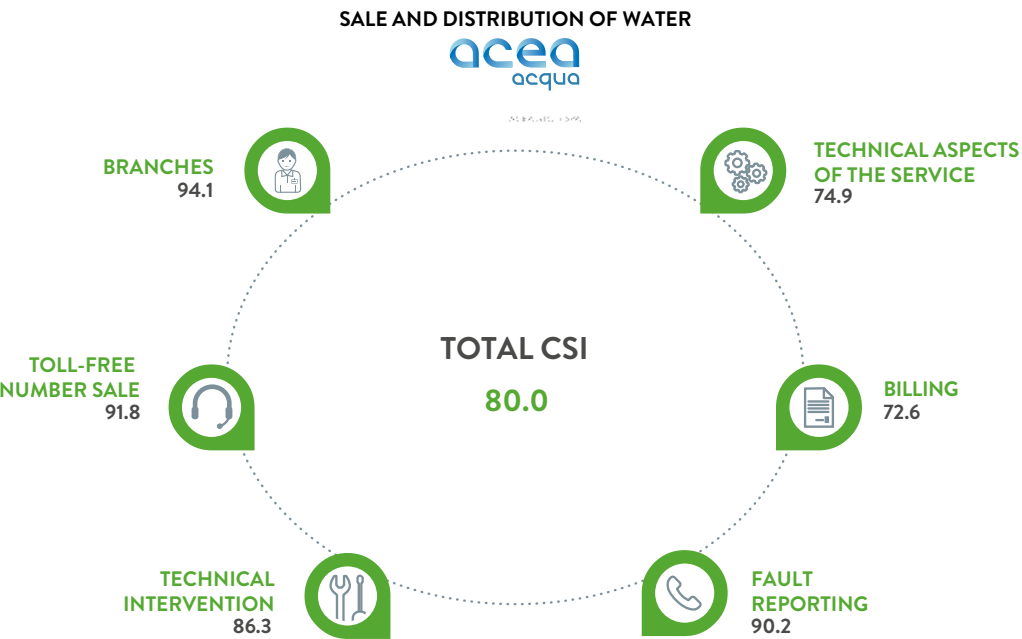 SALE AND DISTRIBUTION OF WATER
acea
acqua
BRANCHES
94.1
TECHNICAL ASPECTS
OF THE SERVICE
74.9
TOLL-FREE
NUMBER SALE
91.8
TOTAL CSI
80.0
BILLING
72.6
TECHNICAL
INTERVENTION
86.3
FAULT
REPORTING
90.2